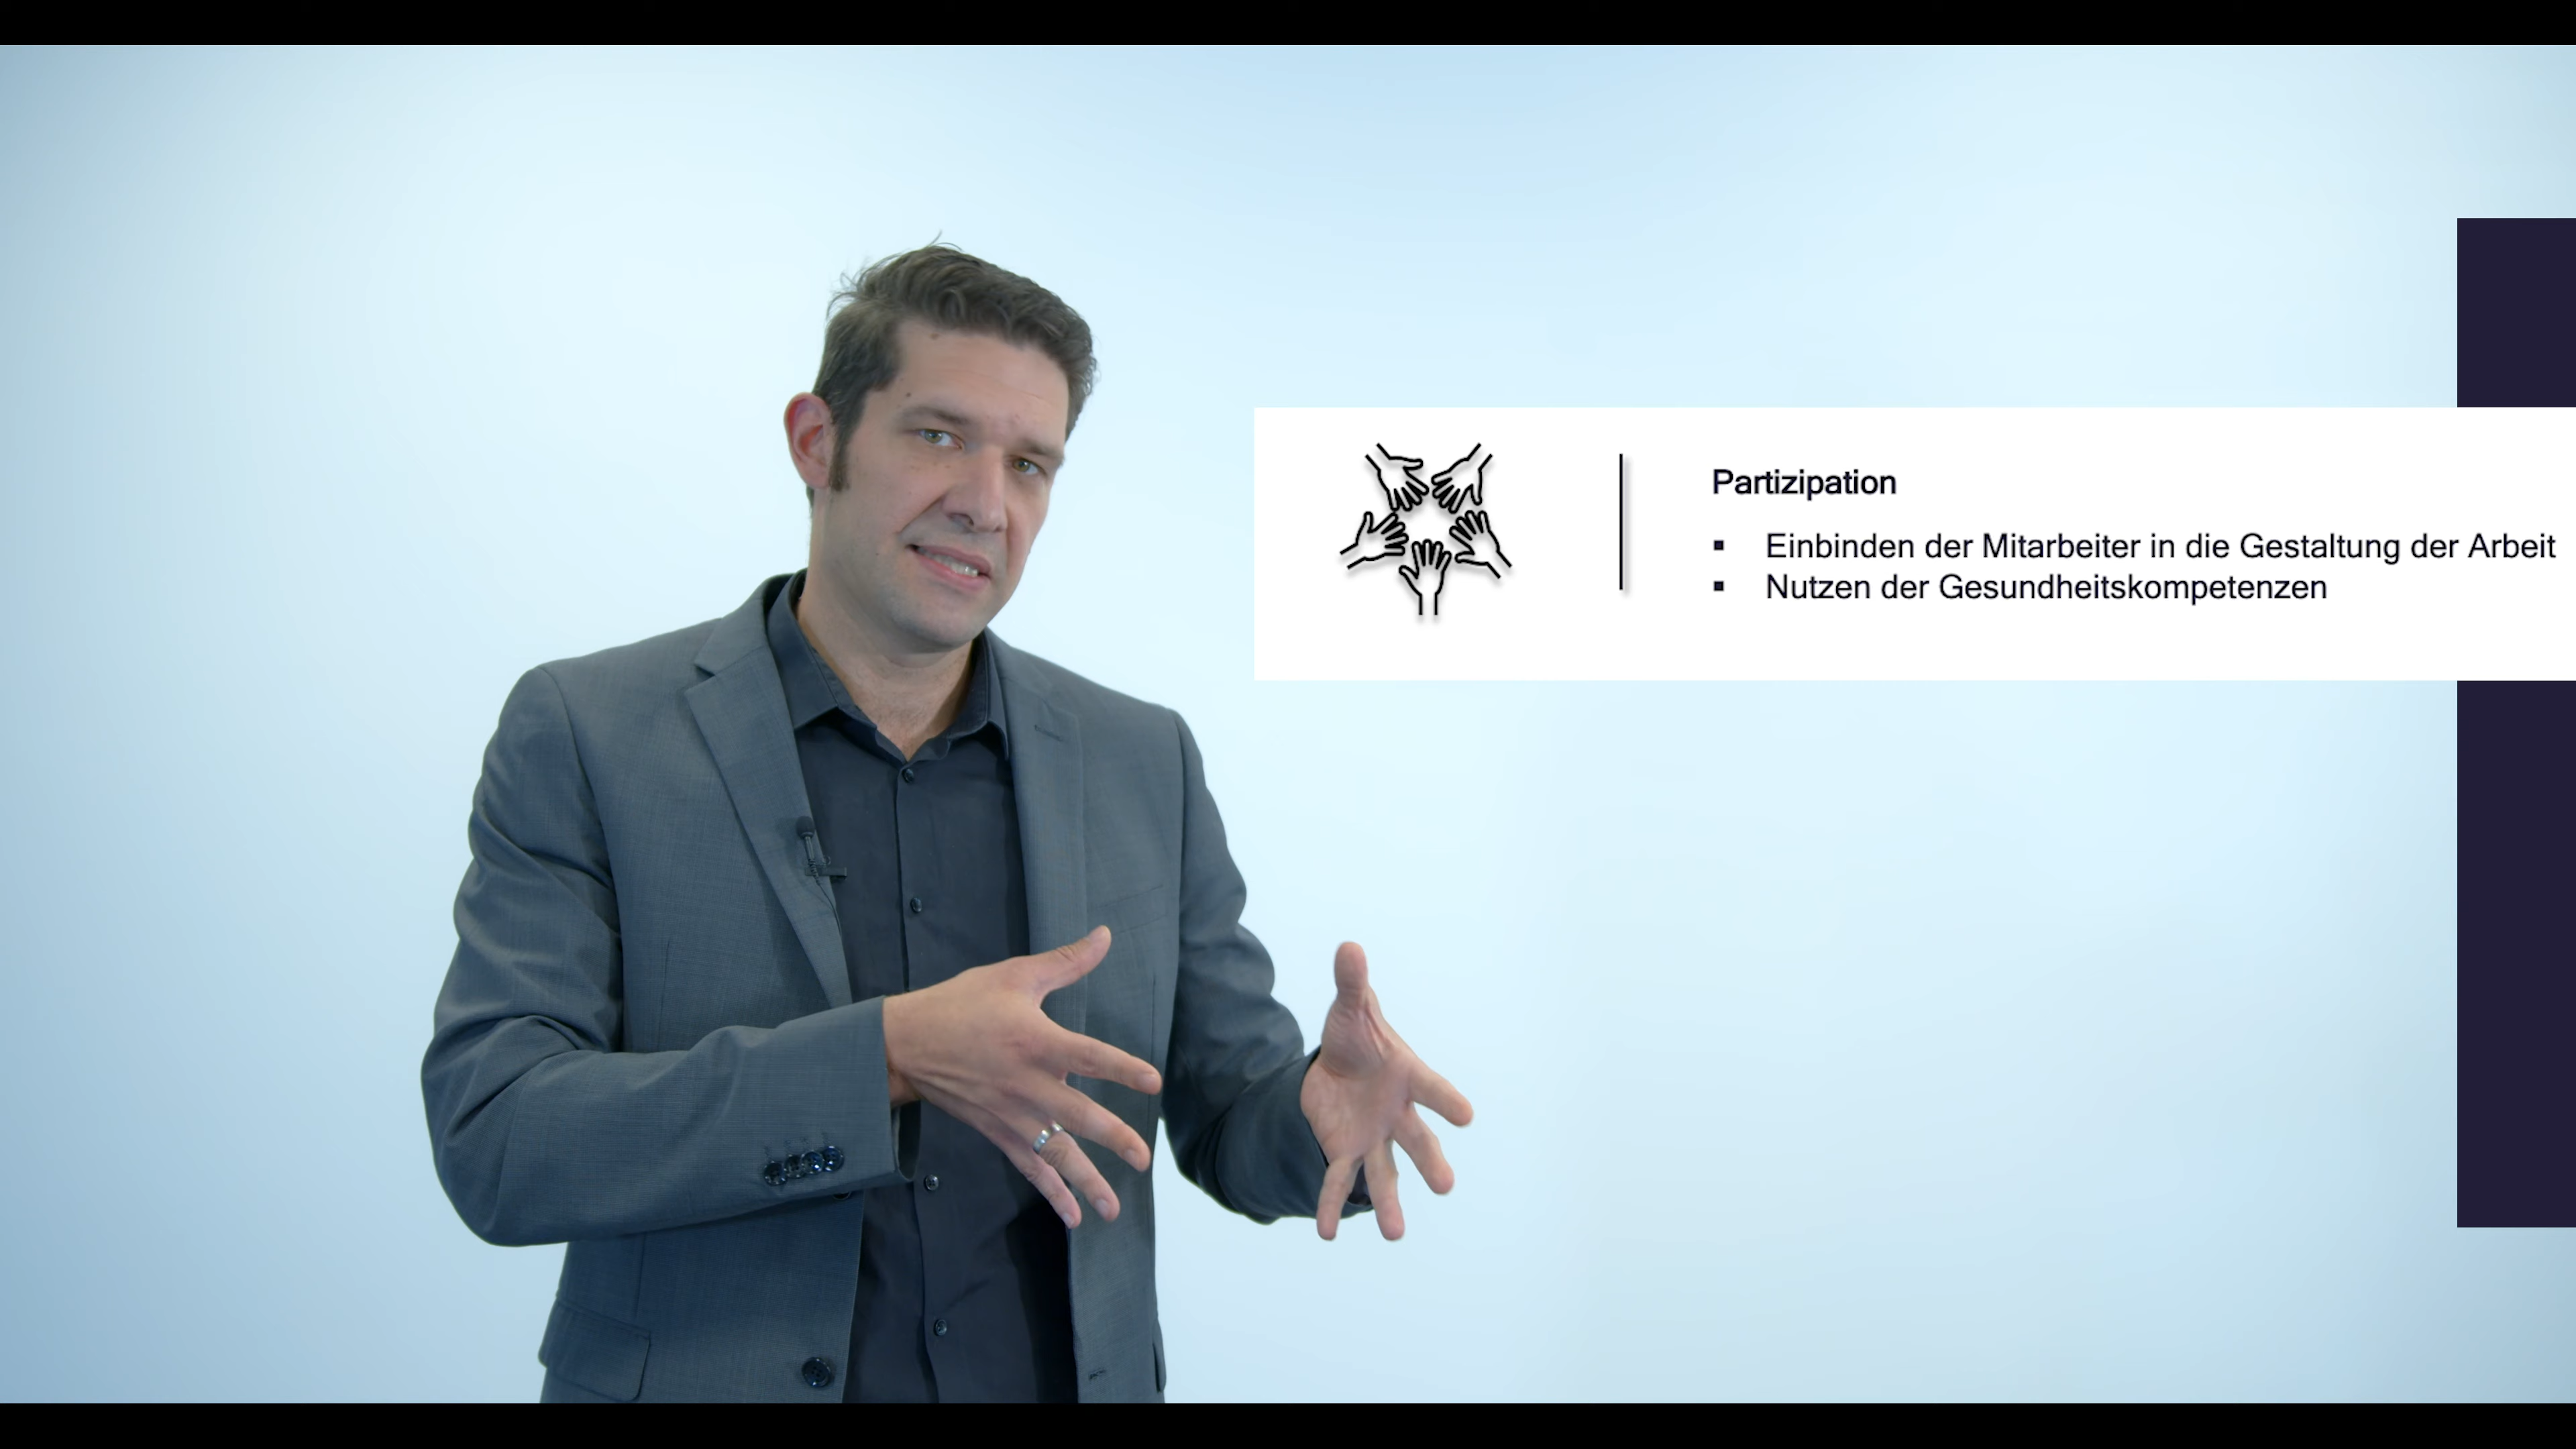 Partizipation
▪ Einbinden der Mitarbeiter in die Gestaltung der Arbeit
▪ Nutzen der Gesundheitskompetenzen